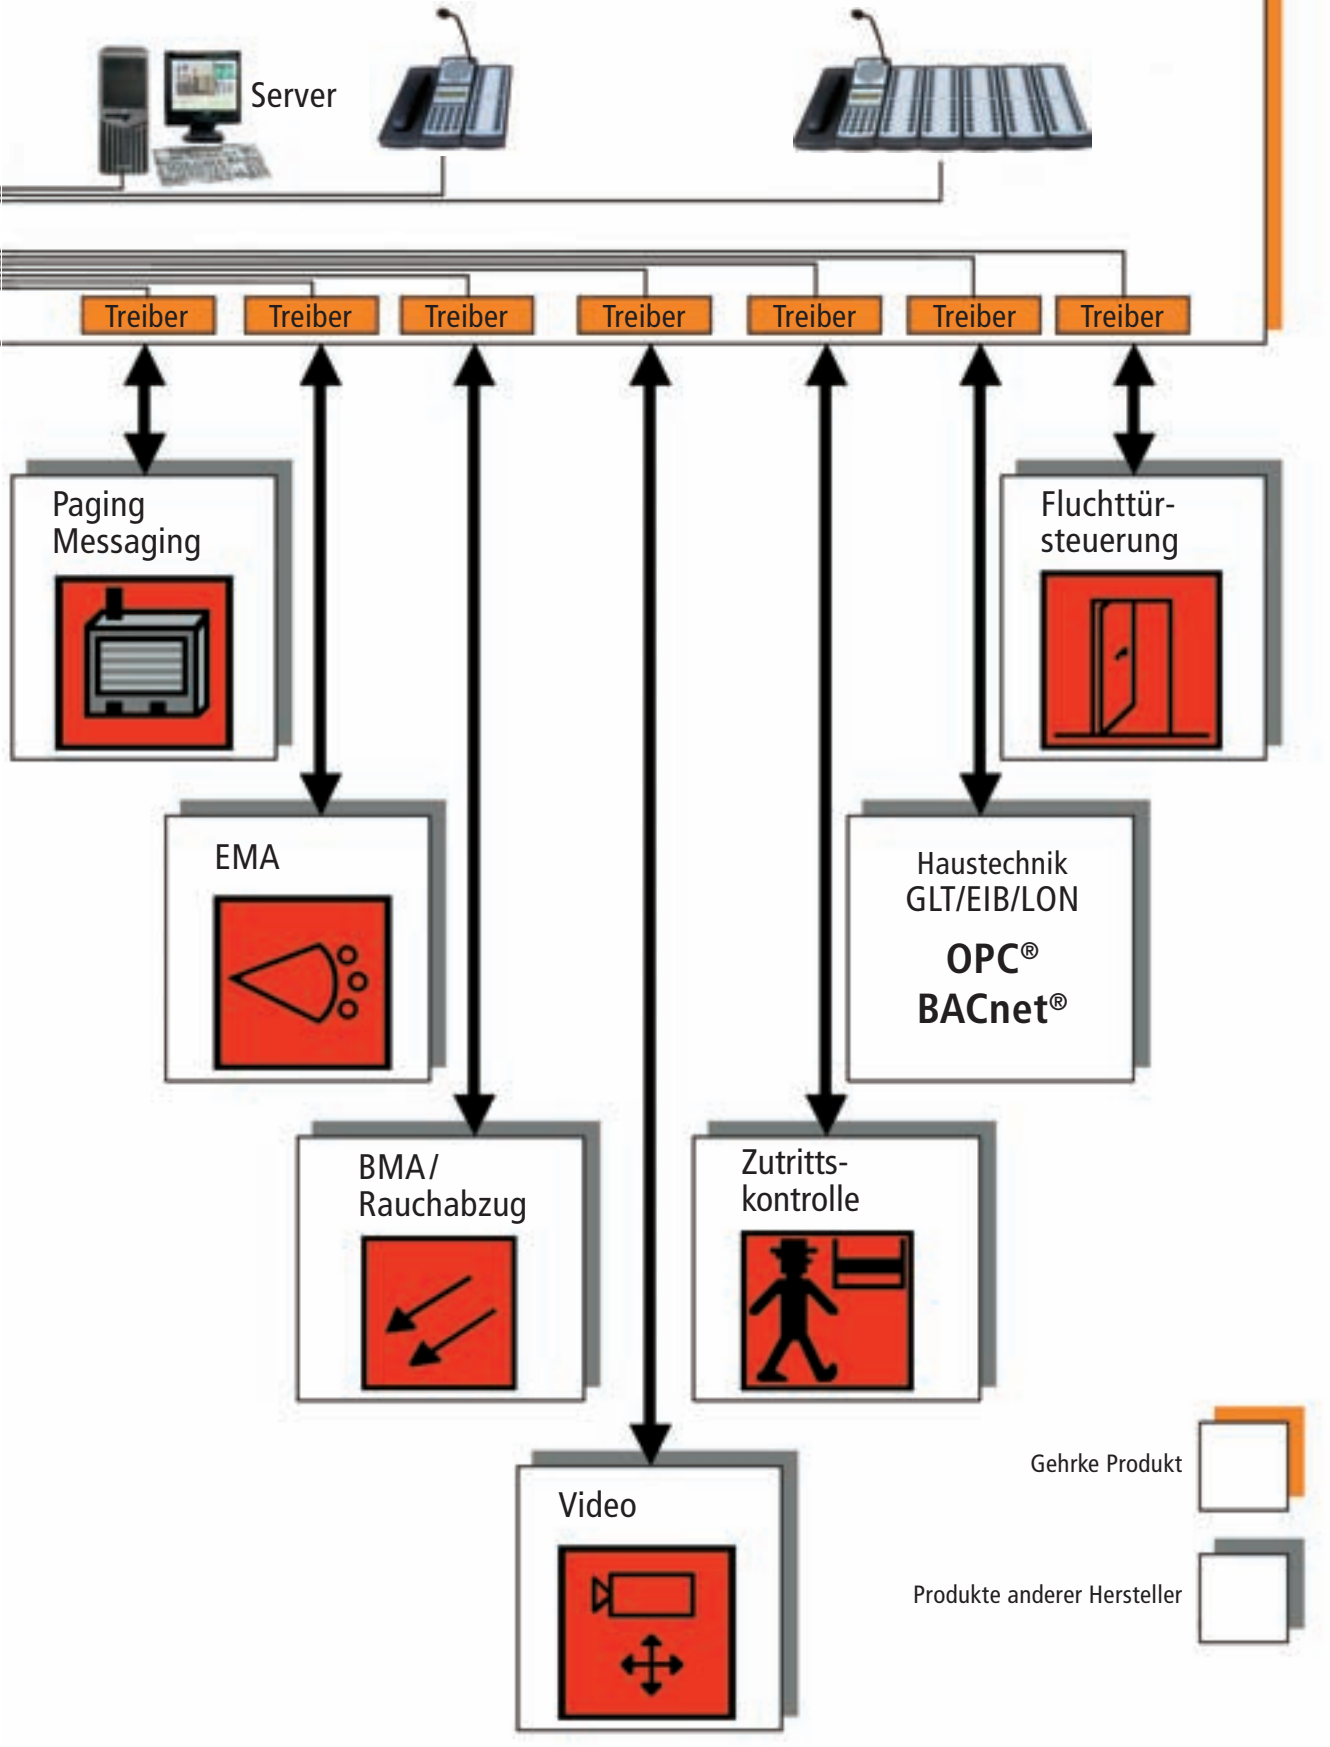 Server
Treiber
Treiber
Treiber
Treiber
Treiber
Treiber
Treiber
Paging
Messaging
Fluchttür-
steuerung
EMA
Haustechnik
GLT/EIB/LON
OPC®
BACnet®
BMA/
Rauchabzug
Zutritts-
kontrolle
Video
Gehrke Produkt
Produkte anderer Hersteller